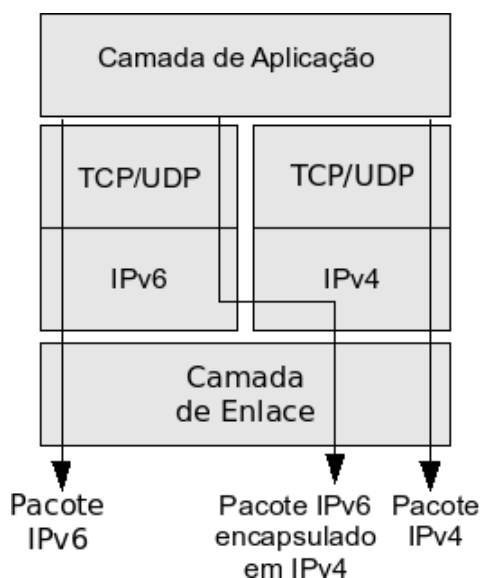 Camada de Aplicação
TCP/UDP
TCP/UDP
IPv6
IPv4
Camada
de Enlace
Pacote
IPv6
Pacote IPv6
encapsulado
em IPv4
Pacote
IPv4